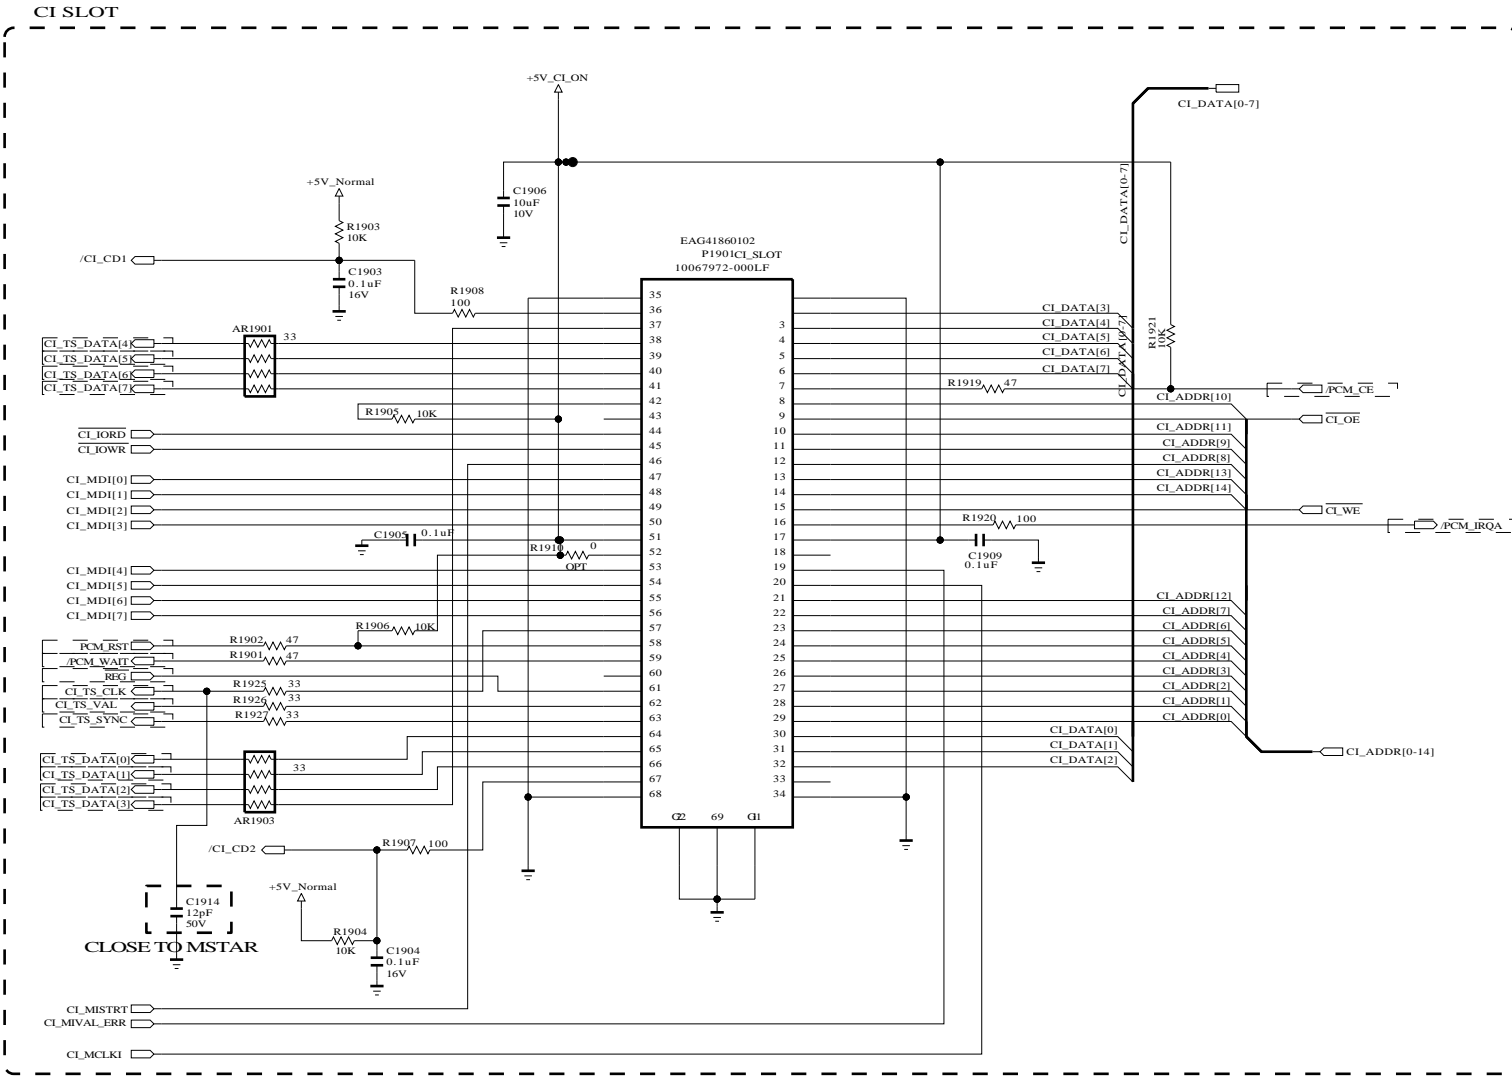 CI SLOT
+5V_CI_ON
CI_DATA[0-7]
CI_DATA[0-7]
CI_DATA[0-7]
+5V_Normal
R1903
10K
/CI_CD1
C1903
0.1uF
16V
C1906
10uF
10V
R1908
100
EAG41860102
P1901
CI_SLOT
10067972-000LF
AR1901
33
CI_TS_DATA[4]
CI_TS_DATA[5]
CI_TS_DATA[6]
CI_TS_DATA[7]
R1905
10K
CI_IORD
CI_IOWR
CI_MDI[0]
CI_MDI[1]
CI_MDI[2]
CI_MDI[3]
C1905
0.1uF
R1910
0
OPT
CI_MDI[4]
CI_MDI[5]
CI_MDI[6]
CI_MDI[7]
R1906
10K
PCM_RST
R1902
47
/PCM_WAIT
R1901
47
REG
CI_TS_CLK
R1925
33
CI_TS_VAL
R1926
33
CI_TS_SYNC
R1927
33
CI_TS_DATA[0]
CI_TS_DATA[1]
CI_TS_DATA[2]
CI_TS_DATA[3]
33
AR1903
35
36
37
38
39
40
41
42
43
44
45
46
47
48
49
50
51
52
53
54
55
56
57
58
59
60
61
62
63
64
65
66
67
68
3
4
5
6
7
8
9
10
11
12
13
14
15
16
17
18
19
20
21
22
23
24
25
26
27
28
29
30
31
32
33
34
G2
69
G1
CI_DATA[3]
CI_DATA[4]
CI_DATA[5]
CI_DATA[6]
CI_DATA[7]
R1921
10K
R1919
47
/PCM_CE
CI_ADDR[10]
CI_OE
CI_ADDR[11]
CI_ADDR[9]
CI_ADDR[8]
CI_ADDR[13]
CI_ADDR[14]
CI_WE
R1920
100
/PCM_IRQA
C1909
0.1uF
CI_ADDR[12]
CI_ADDR[7]
CI_ADDR[6]
CI_ADDR[5]
CI_ADDR[4]
CI_ADDR[3]
CI_ADDR[2]
CI_ADDR[1]
CI_ADDR[0]
CI_DATA[0]
CI_DATA[1]
CI_DATA[2]
CI_ADDR[0-14]
/CI_CD2
R1907
100
+5V_Normal
R1904
10K
C1904
0.1uF
16V
C1914
12pF
50V
CLOSE TO MSTAR
CI_MISTRT
CI_MIVAL_ERR
CI_MCLKI